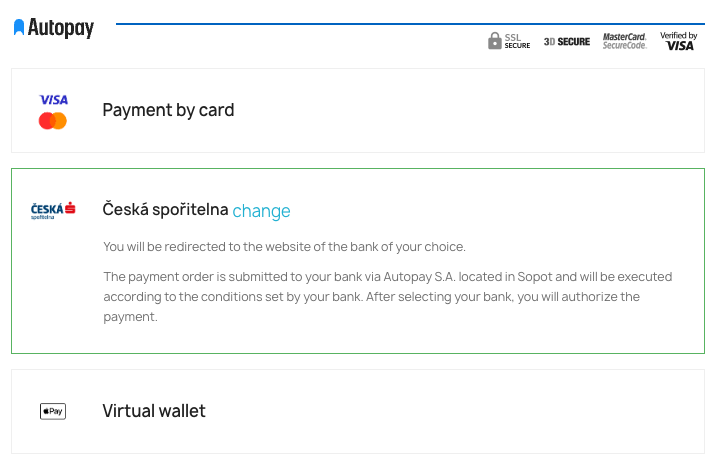 Autopay
SSL
SECURE
3D SECURE
MasterCard.
SecureCode.
Verified by
VISA
VISA
Payment by card
ČESKÁ
spořitelna
Česká spořitelna change
You will be redirected to the website of the bank of your choice.
The payment order is submitted to your bank via Autopay S.A. located in Sopot and will be executed
according to the conditions set by your bank. After selecting your bank, you will authorize the
payment.
Pay
Virtual wallet